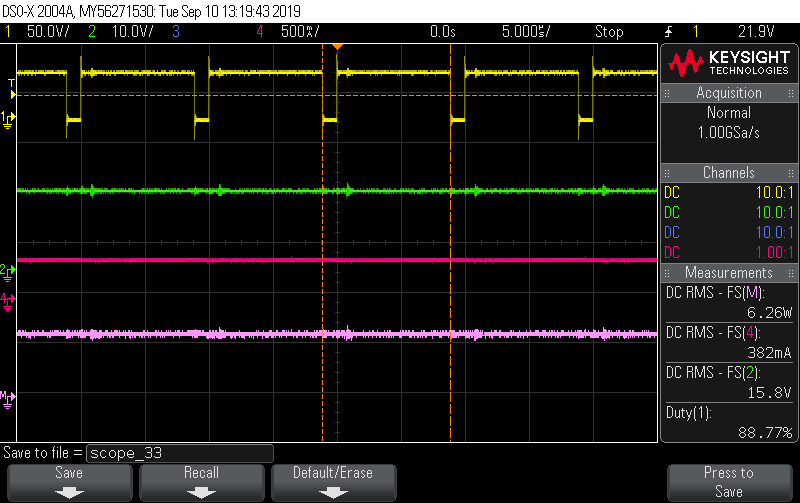 DSO-X 2004A, MY56271530: Tue Sep 10 13:19:43 2019
1 50.0V/ 2 10.0V/ 3 4 500㎷/ 0.0s 5.000㎲/ Stop 1 21.9V
KEYSIGHT
TECHNOLOGIES
Acquisition
Normal
1.00GSa/s
Channels
DC 10.0:1
DC 10.0:1
DC 10.0:1
DC 1.00:1
Measurements
DC RMS - FS(M):
6.26W
DC RMS - FS(4):
382mA
DC RMS - FS(2):
15.8V
Duty(1):
88.77%
T
1
2
4
M
Save to file = scope_33
Save
Recall
Default/Erase
Press to
Save